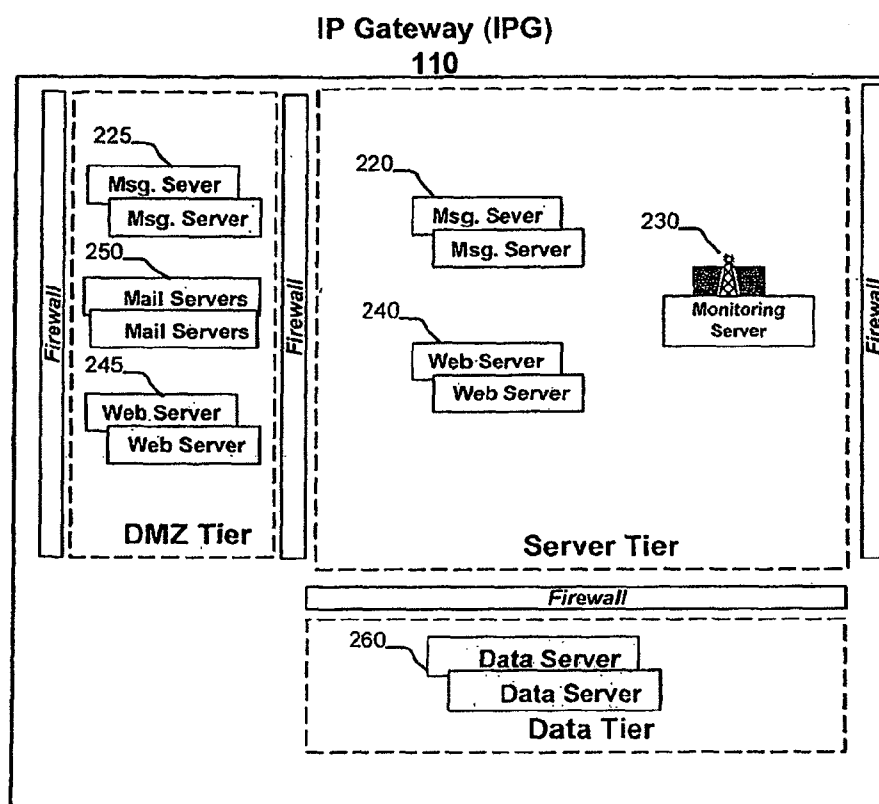 IP Gateway (IPG)
110
Firewall
225
Msg. Sever
Msg. Server
250
Mail Servers
Mail Servers
245
Web Server
Web Server
DMZ Tier
Firewall
220
Msg. Sever
Msg. Server
230
Monitoring
Server
240
Web Server
Web Server
Server Tier
Firewall
Firewall
260
Data Server
Data Server
Data Tier